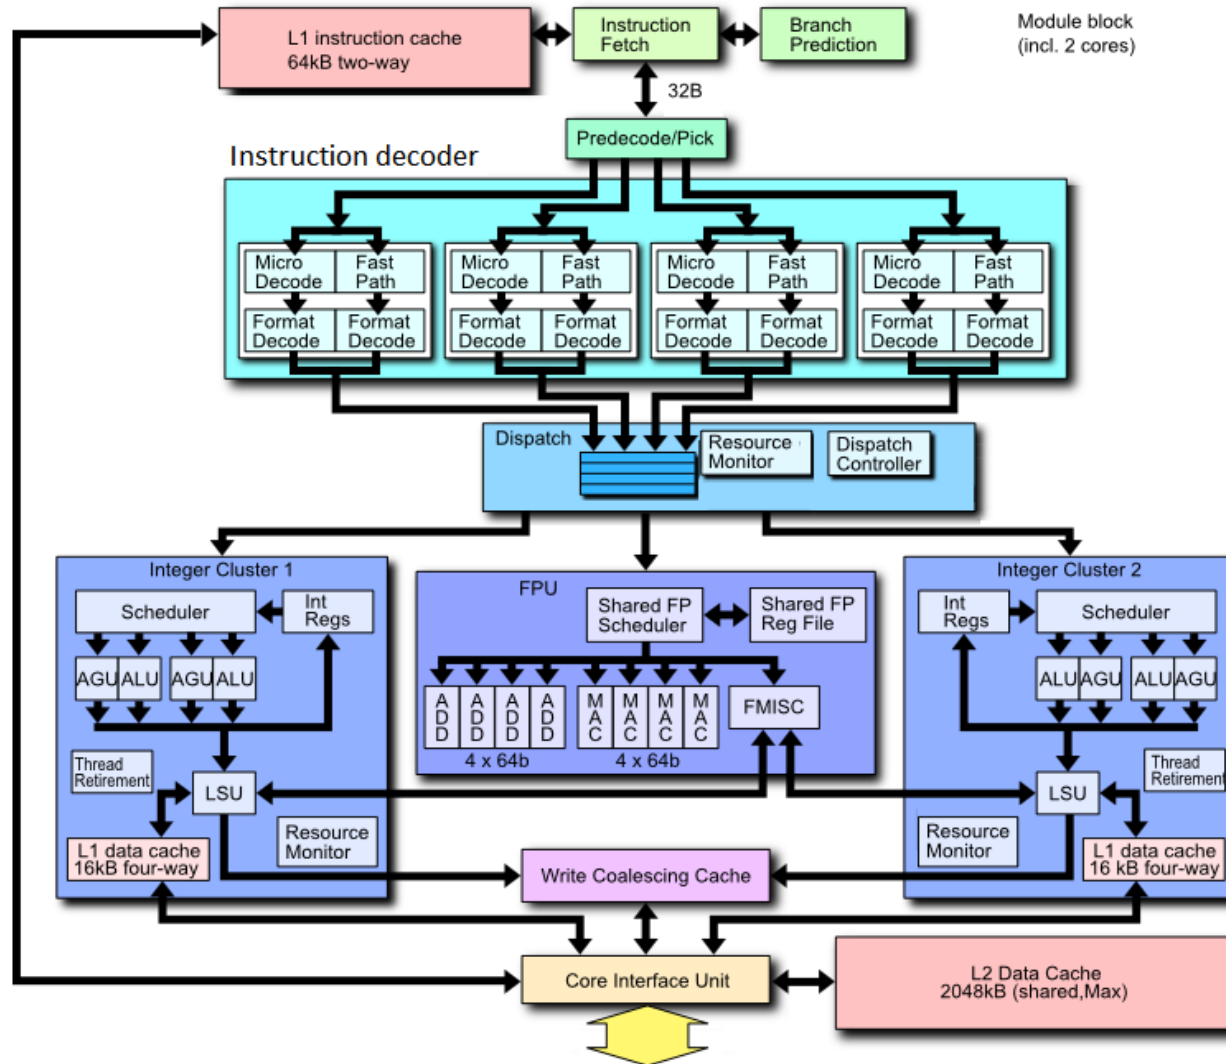 L1 instruction cache
64kB two-way
Instruction
Fetch
Branch
Prediction
Module block
(incl. 2 cores)
32B
Predecode/Pick
Instruction decoder
Micro
Decode
Fast
Path
Micro
Decode
Fast
Path
Micro
Decode
Fast
Path
Micro
Decode
Fast
Path
Format
Decode
Format
Decode
Format
Decode
Format
Decode
Format
Decode
Format
Decode
Format
Decode
Format
Decode
Dispatch
Resource
Monitor
Dispatch
Controller
Integer Cluster 1
Scheduler
Int
Regs
AGU
ALU
AGU
ALU
Thread
Retirement
LSU
L1 data cache
16kB four-way
Resource
Monitor
FPU
Shared FP
Scheduler
Shared FP
Reg File
ADD
ADD
ADD
ADD
MAC
MAC
MAC
MAC
FMISC
4 x 64b
4 x 64b
Integer Cluster 2
Int
Regs
Scheduler
ALU
AGU
ALU
AGU
Thread
Retirement
LSU
Resource
Monitor
L1 data cache
16 kB four-way
Write Coalescing Cache
Core Interface Unit
L2 Data Cache
2048kB (shared,Max)